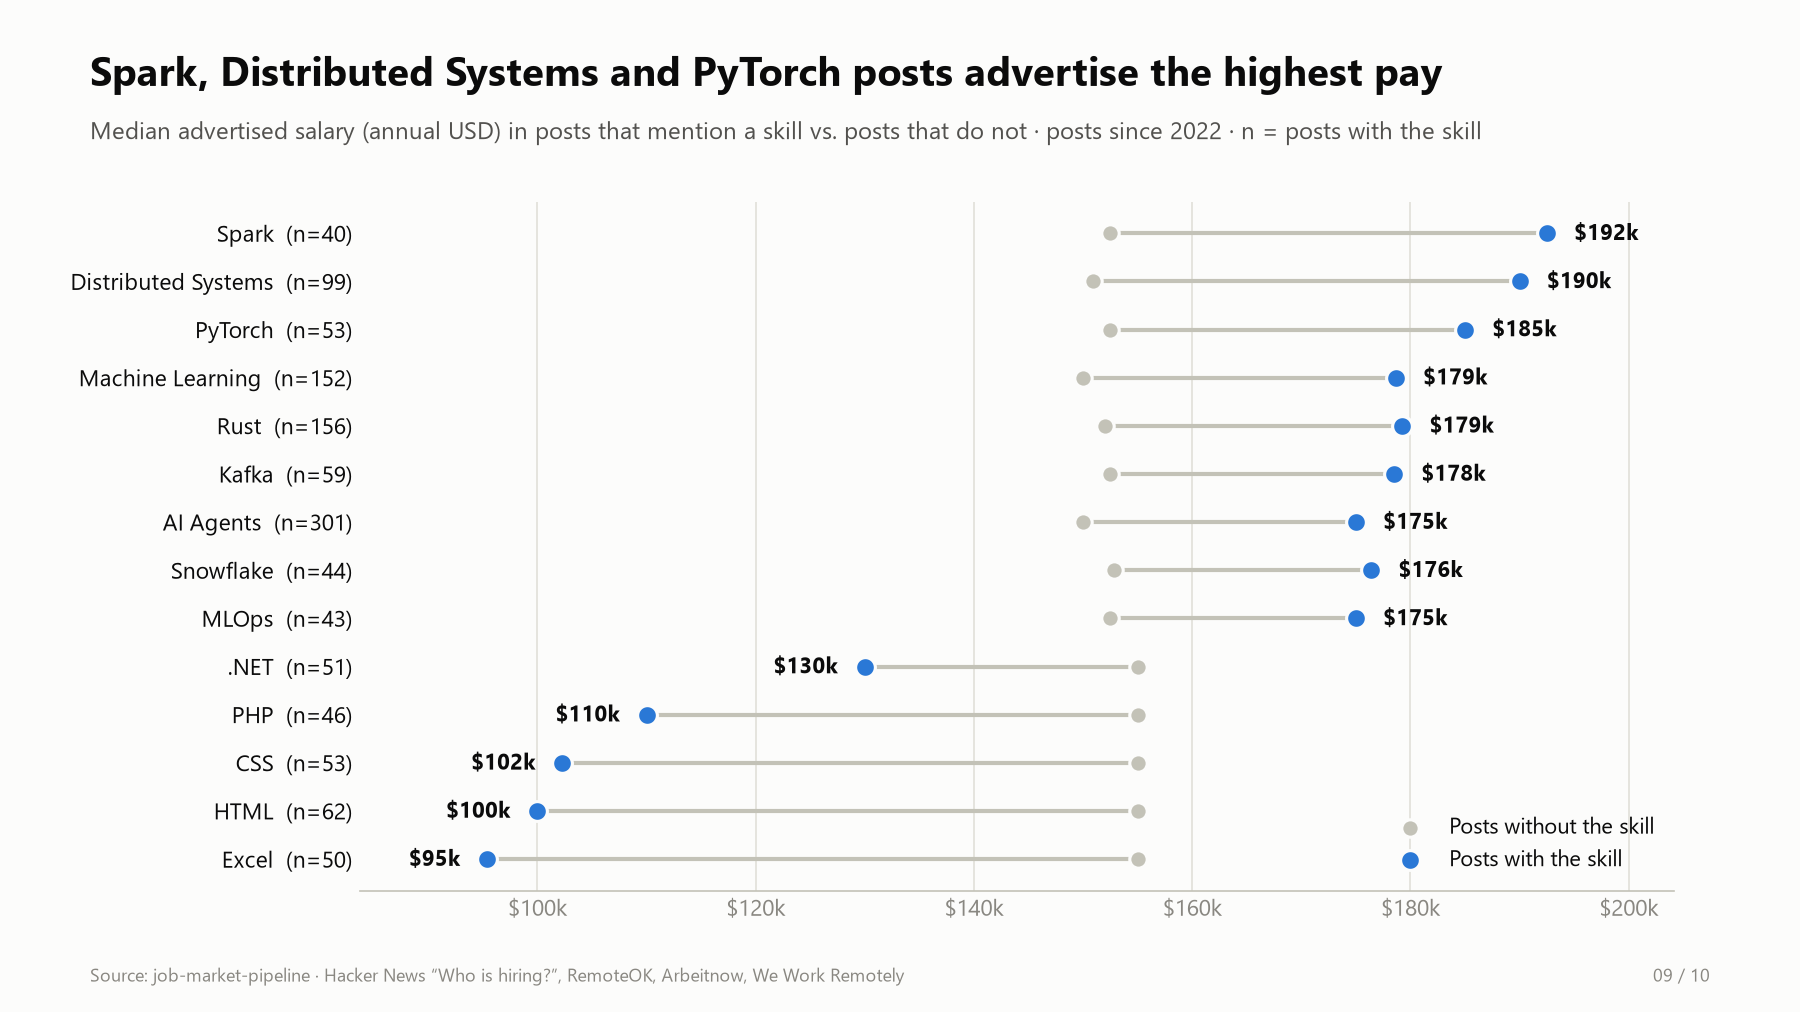 Spark, Distributed Systems and PyTorch posts advertise the highest pay
Median advertised salary (annual USD) in posts that mention a skill vs. posts that do not · posts since 2022 · n = posts with the skill
Spark (n=40) $192k
Distributed Systems (n=99) $190k
PyTorch (n=53) $185k
Machine Learning (n=152) $179k
Rust (n=156) $179k
Kafka (n=59) $178k
AI Agents (n=301) $175k
Snowflake (n=44) $176k
MLOps (n=43) $175k
.NET (n=51) $130k
PHP (n=46) $110k
CSS (n=53) $102k
HTML (n=62) $100k
Excel (n=50) $95k
Posts without the skill
Posts with the skill
$100k $120k $140k $160k $180k $200k
Source: job-market-pipeline · Hacker News “Who is hiring?”, RemoteOK, Arbeitnow, We Work Remotely
09 / 10